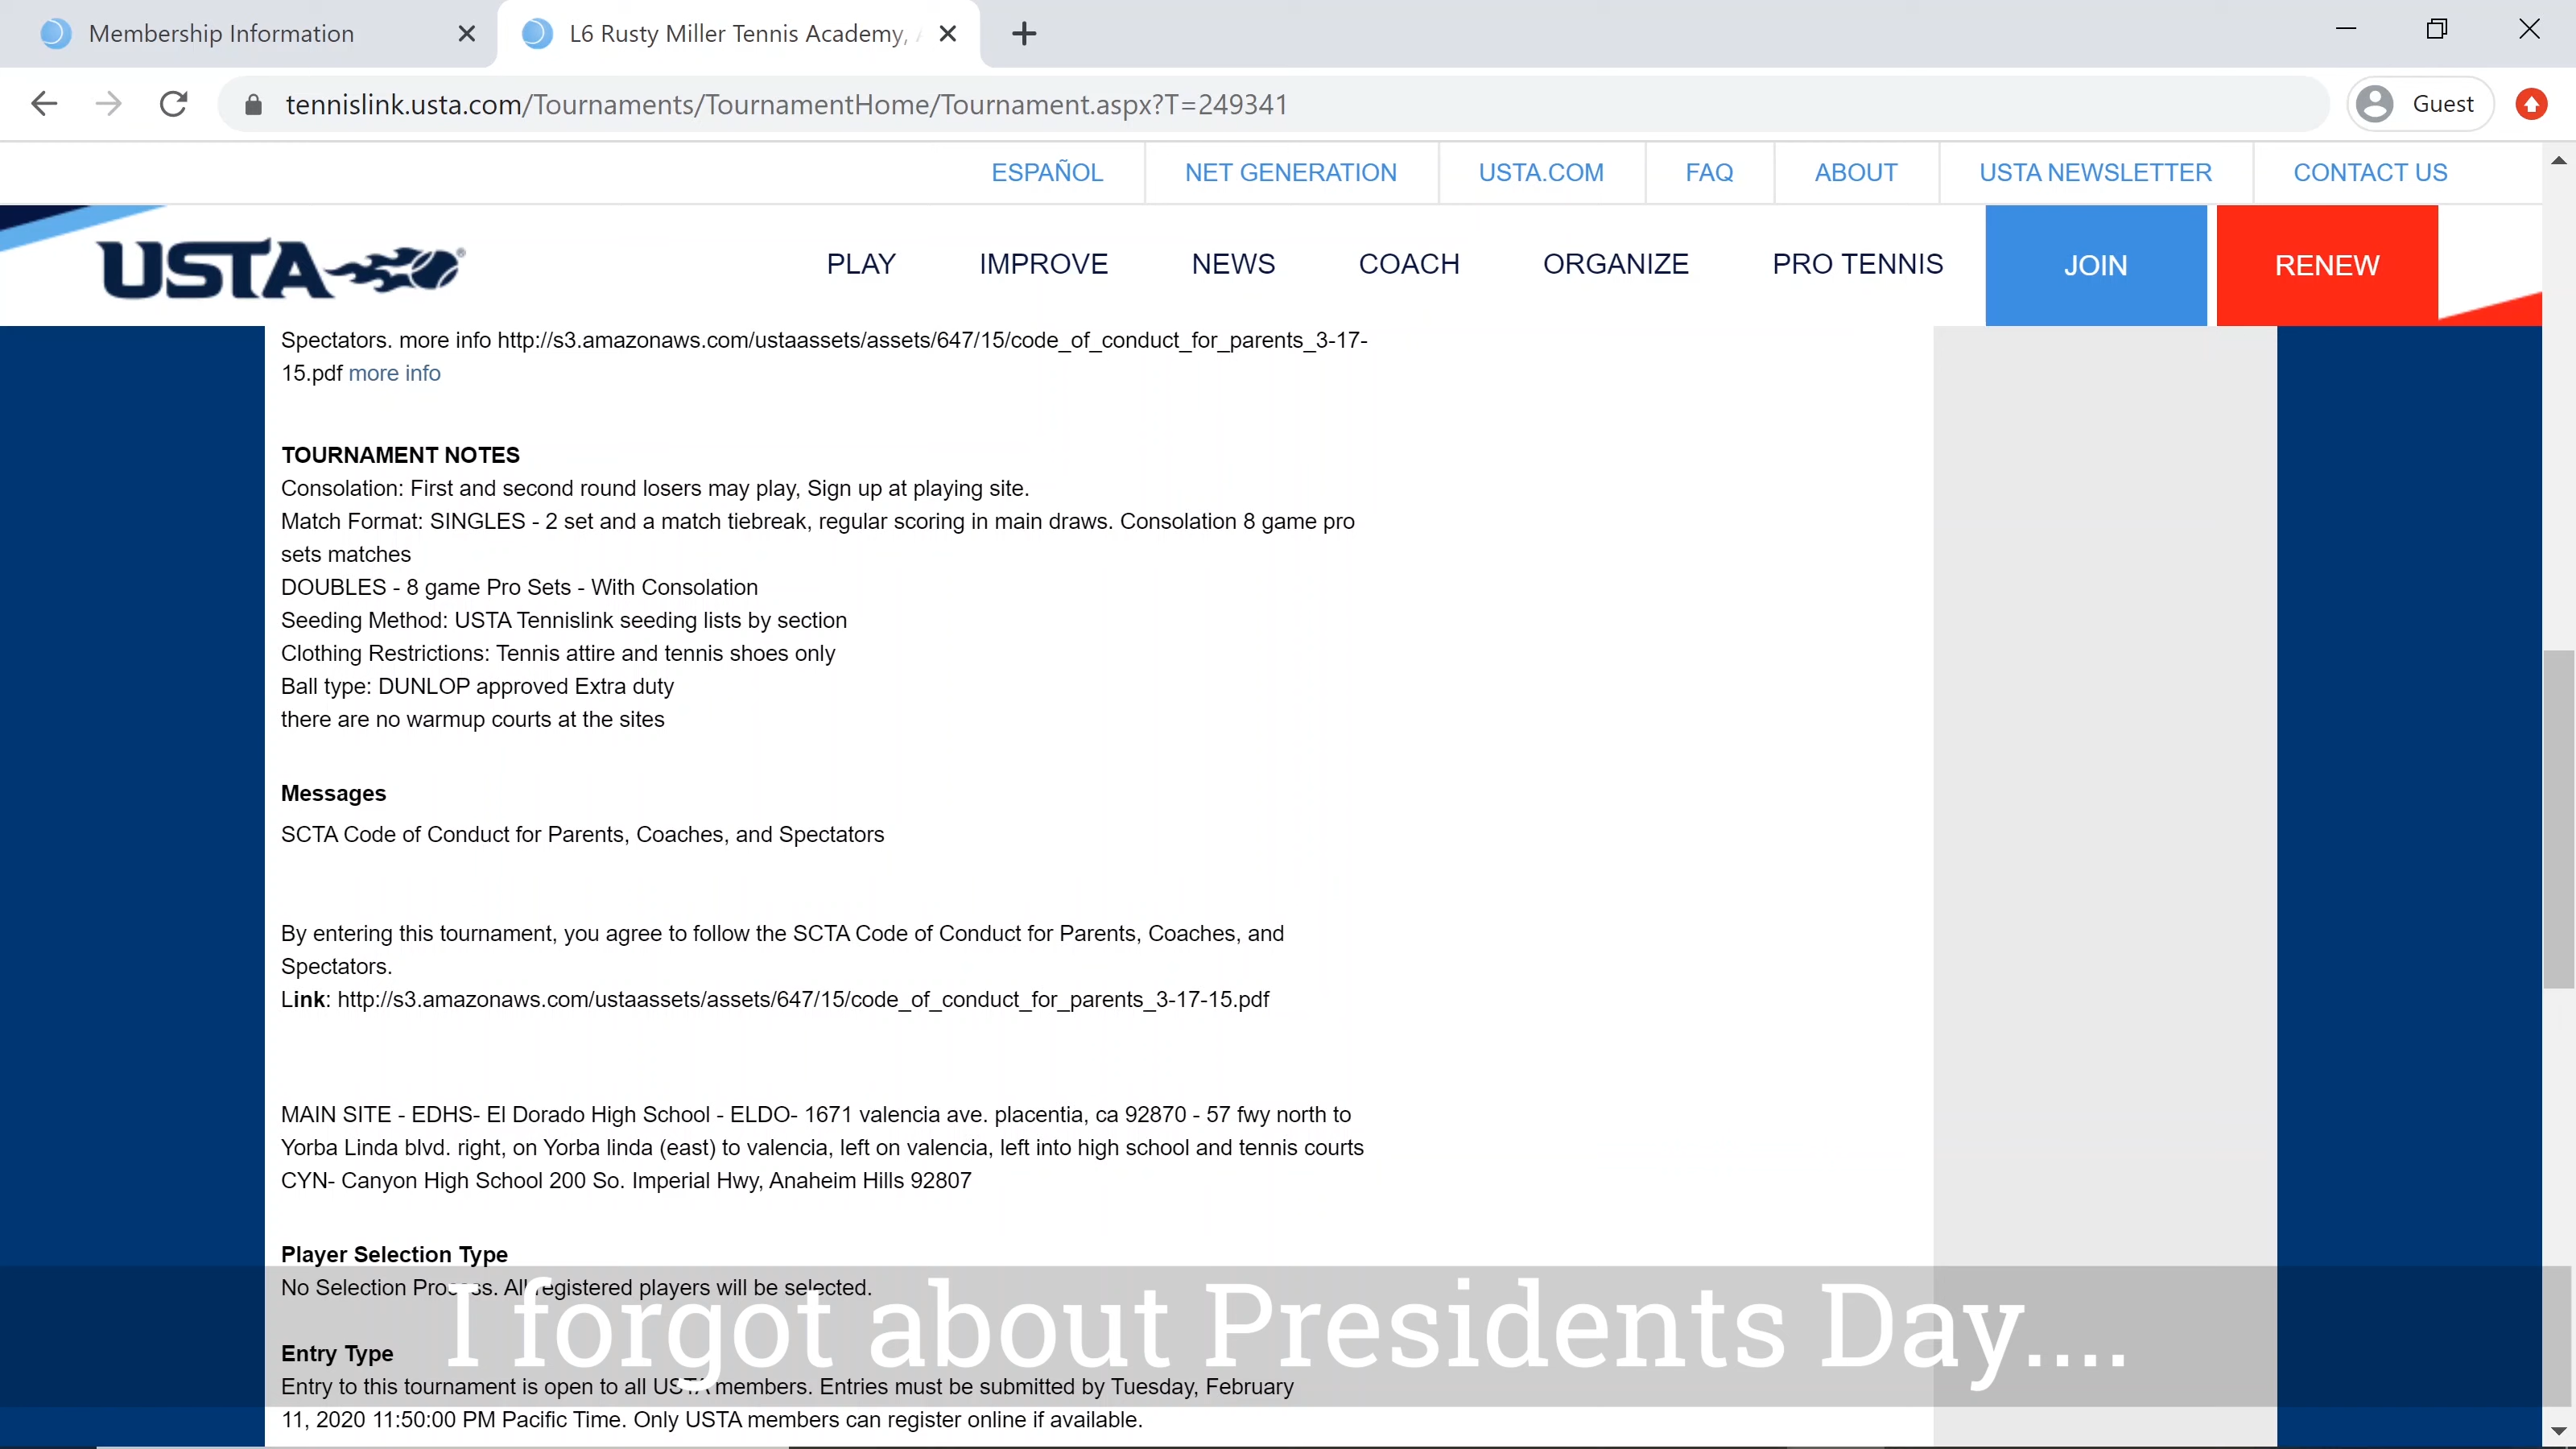 Membership Information
L6 Rusty Miller Tennis Academy,
tennislink.usta.com/Tournaments/TournamentHome/Tournament.aspx?T=249341
Guest
ESPAÑOL NET GENERATION USTA.COM FAQ ABOUT USTA NEWSLETTER CONTACT US
USTA ®
PLAY IMPROVE NEWS COACH ORGANIZE PRO TENNIS JOIN RENEW
Spectators. more info http://s3.amazonaws.com/ustaassets/assets/647/15/code_of_conduct_for_parents_3-17-
15.pdf more info
TOURNAMENT NOTES
Consolation: First and second round losers may play, Sign up at playing site.
Match Format: SINGLES - 2 set and a match tiebreak, regular scoring in main draws. Consolation 8 game pro
sets matches
DOUBLES - 8 game Pro Sets - With Consolation
Seeding Method: USTA Tennislink seeding lists by section
Clothing Restrictions: Tennis attire and tennis shoes only
Ball type: DUNLOP approved Extra duty
there are no warmup courts at the sites
Messages
SCTA Code of Conduct for Parents, Coaches, and Spectators
By entering this tournament, you agree to follow the SCTA Code of Conduct for Parents, Coaches, and
Spectators.
Link: http://s3.amazonaws.com/ustaassets/assets/647/15/code_of_conduct_for_parents_3-17-15.pdf
MAIN SITE - EDHS- El Dorado High School - ELDO- 1671 valencia ave. placentia, ca 92870 - 57 fwy north to
Yorba Linda blvd. right, on Yorba linda (east) to valencia, left on valencia, left into high school and tennis courts
CYN- Canyon High School 200 So. Imperial Hwy, Anaheim Hills 92807
Player Selection Type
No Selection Process. All registered players will be selected.
I forgot about Presidents Day....
Entry Type
Entry to this tournament is open to all USTA members. Entries must be submitted by Tuesday, February
11, 2020 11:50:00 PM Pacific Time. Only USTA members can register online if available.